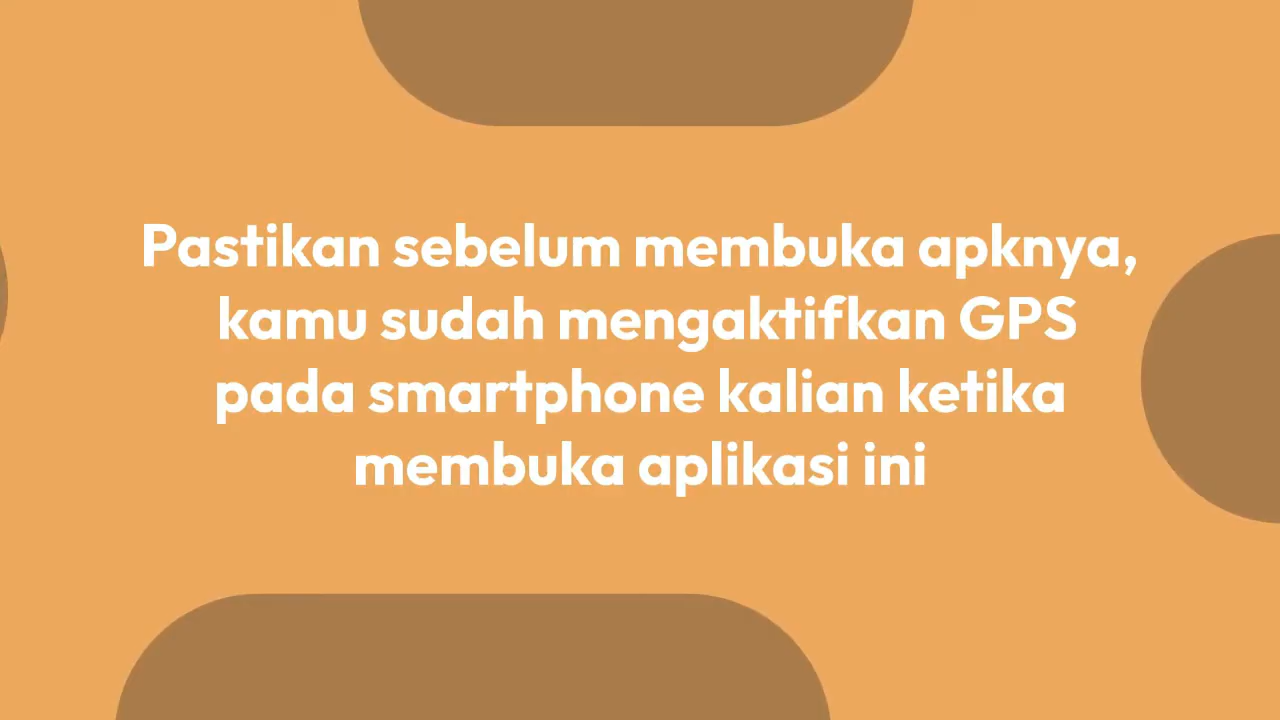 Pastikan sebelum membuka apknya,
kamu sudah mengaktifkan GPS
pada smartphone kalian ketika
membuka aplikasi ini